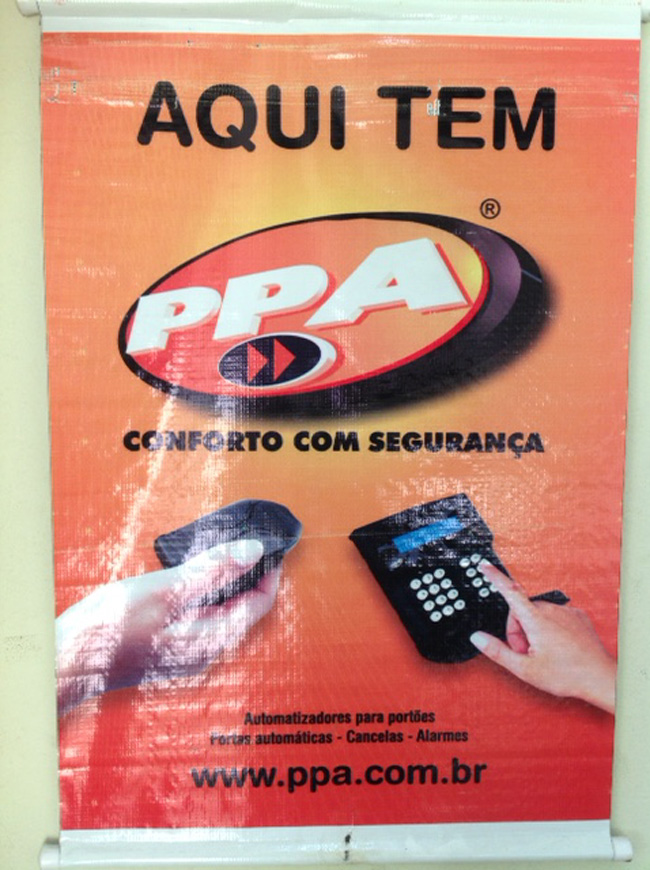 AQUI TEM
®
PPA
CONFORTO COM SEGURANÇA
Automatizadores para portões
Portas automáticas - Cancelas - Alarmes
www.ppa.com.br